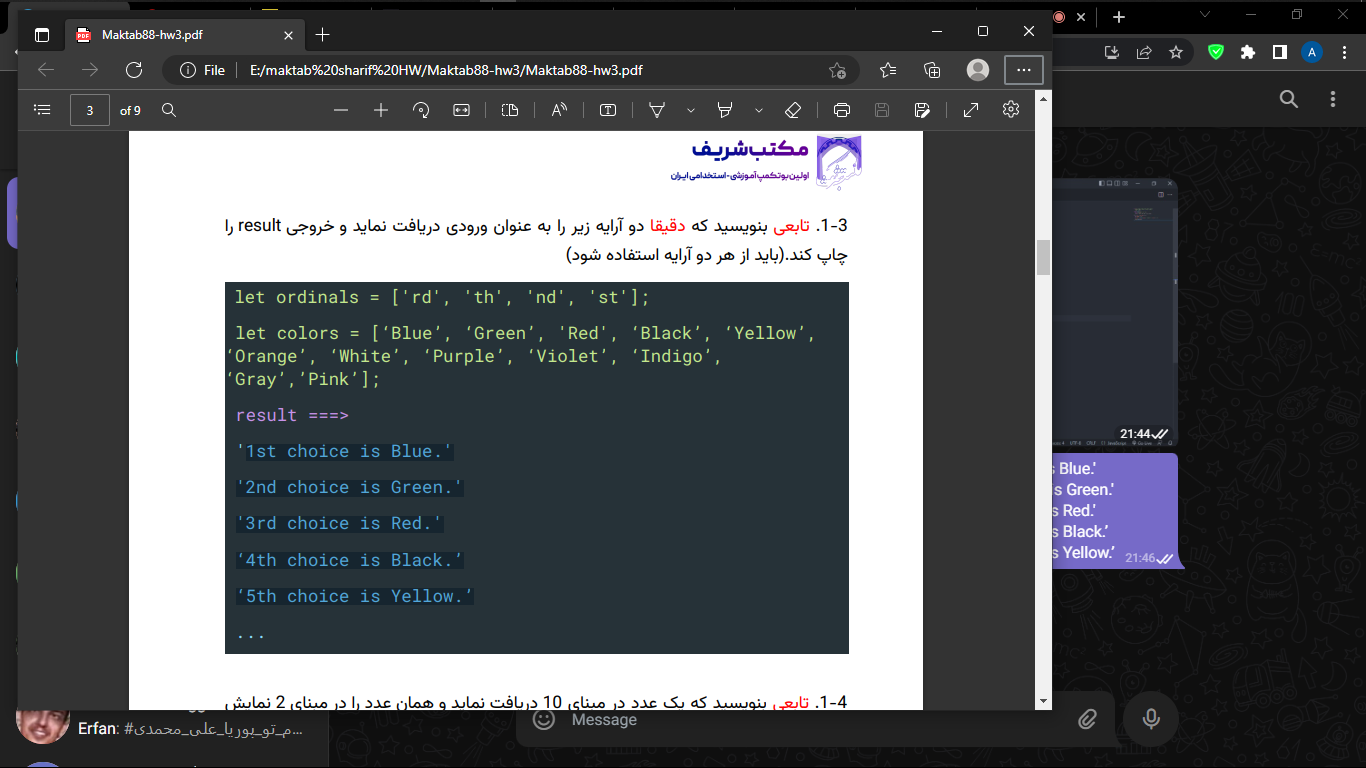 Maktab88-hw3.pdf
File
E:/maktab%20sharif%20HW/Maktab88-hw3/Maktab88-hw3.pdf
A
3 of 9
مکتب‌شریف
اولین بوتکمپ آموزشی-استخدامی ایران
1-3. تابعی بنویسید که دقیقا دو آرایه زیر را به عنوان ورودی دریافت نماید و خروجی result را
چاپ کند.(باید از هر دو آرایه استفاده شود)
let ordinals = ['rd', 'th', 'nd', 'st'];
let colors = [‘Blue’, ‘Green’, 'Red', ‘Black’, ‘Yellow’,
‘Orange’, ‘White’, ‘Purple’, ‘Violet’, ‘Indigo’,
‘Gray’,’Pink’];
result ===>
'1st choice is Blue.'
'2nd choice is Green.'
'3rd choice is Red.'
‘4th choice is Black.’
‘5th choice is Yellow.’
...
1-4. تابعی بنویسید که یک عدد در مبنای 10 دریافت نماید و همان عدد را در مبنای 2 نمایش
21:44
s Blue.'
s Green.'
s Red.'
s Black.’
s Yellow.’
21:46
Erfan: #م_تو_پوریا_علی_محمدی...
Message